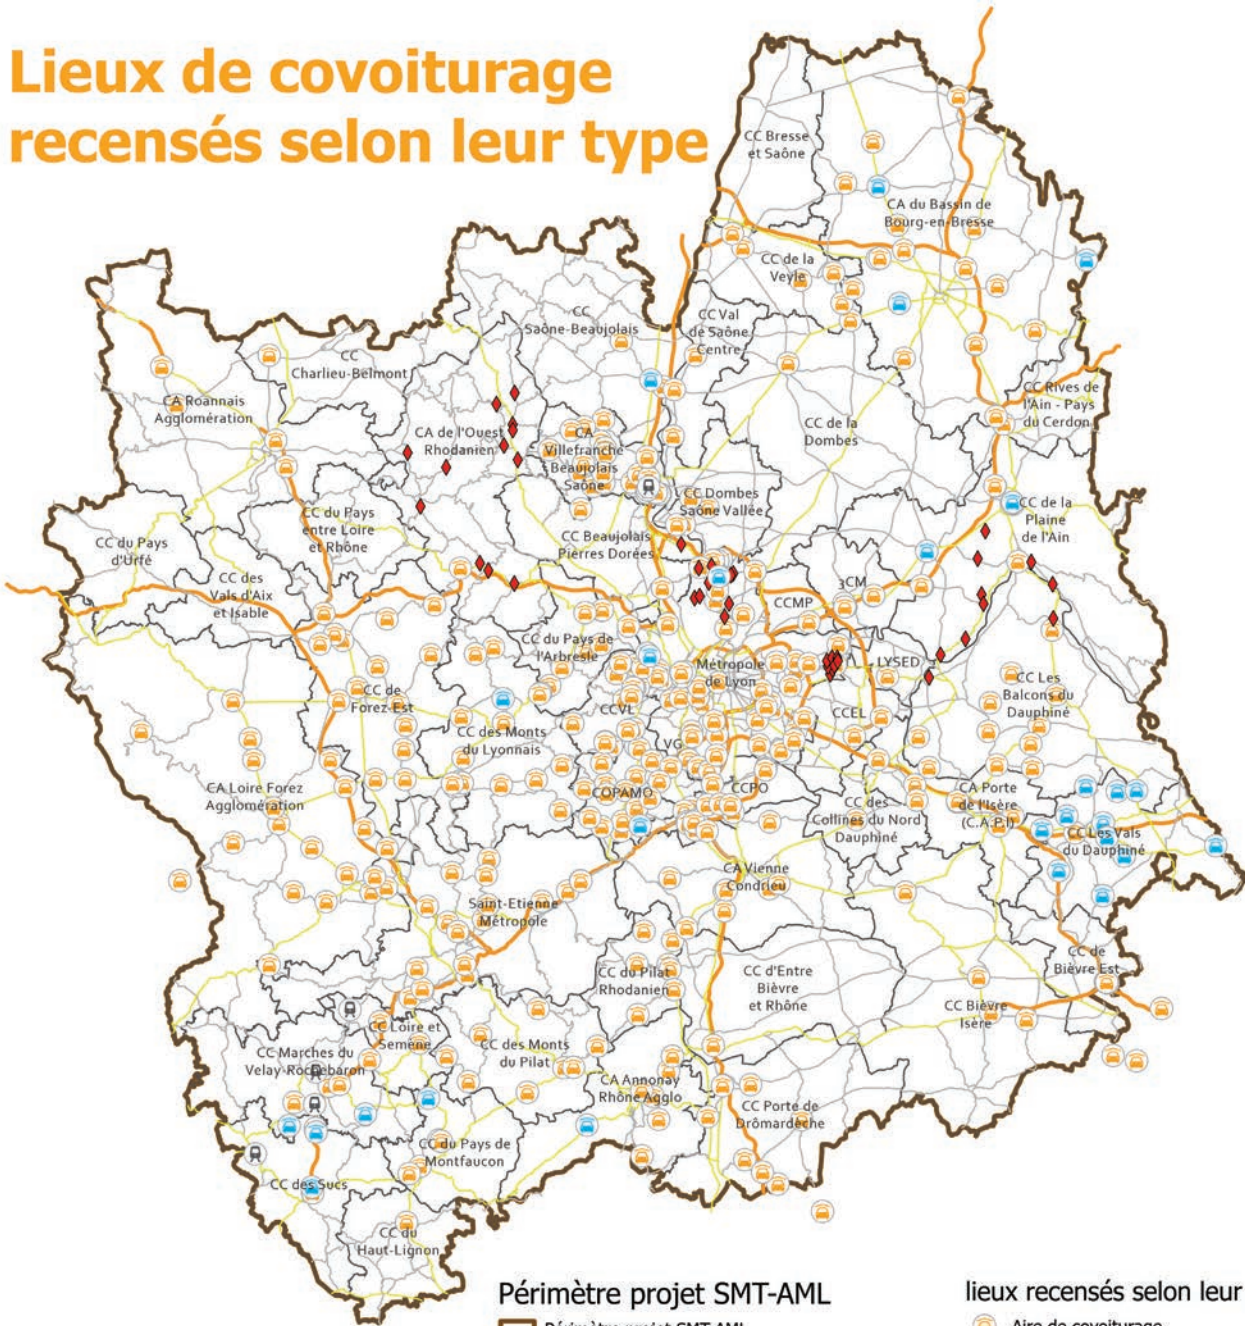 Lieux de covoiturage
recensés selon leur type
CC Bresse
et Saône
CA du Bassin de
Bourg-en-Bresse
CC de la
Veyle
CC
Saône-Beaujolais
CC Val
de Saône
Centre
CC
Charlieu-Belmont
CA Roannais
Agglomération
CA de l'Ouest
Rhodanien
CA
Villefranche
Beaujolais
Saône
CC de la
Dombes
CC Rives de
l'Ain - Pays
du Cerdon
CC Dombes
Saône Vallée
CC de la
Plaine
de l'Ain
CC du Pays
d'Urfé
CC du Pays
entre Loire
et Rhône
CC Beaujolais
Pierres Dorées
CC des
Vals d'Aix
et Isable
3CM
CCMP
CC du Pays de
l'Arbresle
Métropole
de Lyon
LYSED
CC de
Forez-Est
CCVL
CCEL
CC Les
Balcons du
Dauphiné
CC des Monts
du Lyonnais
VG
CA Loire Forez
Agglomération
COPAMO
CCPO
CC des
Collines du Nord
Dauphiné
CA Porte
de l'Isère
(C.A.P.I)
CC Les Vals
du Dauphiné
CA Vienne
Condrieu
Saint-Etienne
Métropole
CC du Pilat
Rhodanien
CC d'Entre
Bièvre
et Rhône
CC de
Bièvre Est
CC Bièvre
Isère
CC Loire et
Semène
CC Marches du
Velay-Rochebaron
CC des Monts
du Pilat
CA Annonay
Rhône Agglo
CC Porte de
Drômardèche
CC du Pays de
Montfaucon
CC des Sucs
CC du
Haut-Lignon
Périmètre projet SMT-AML
lieux recensés selon leur
Périmètre projet SMT-AML
Aire de covoiturage